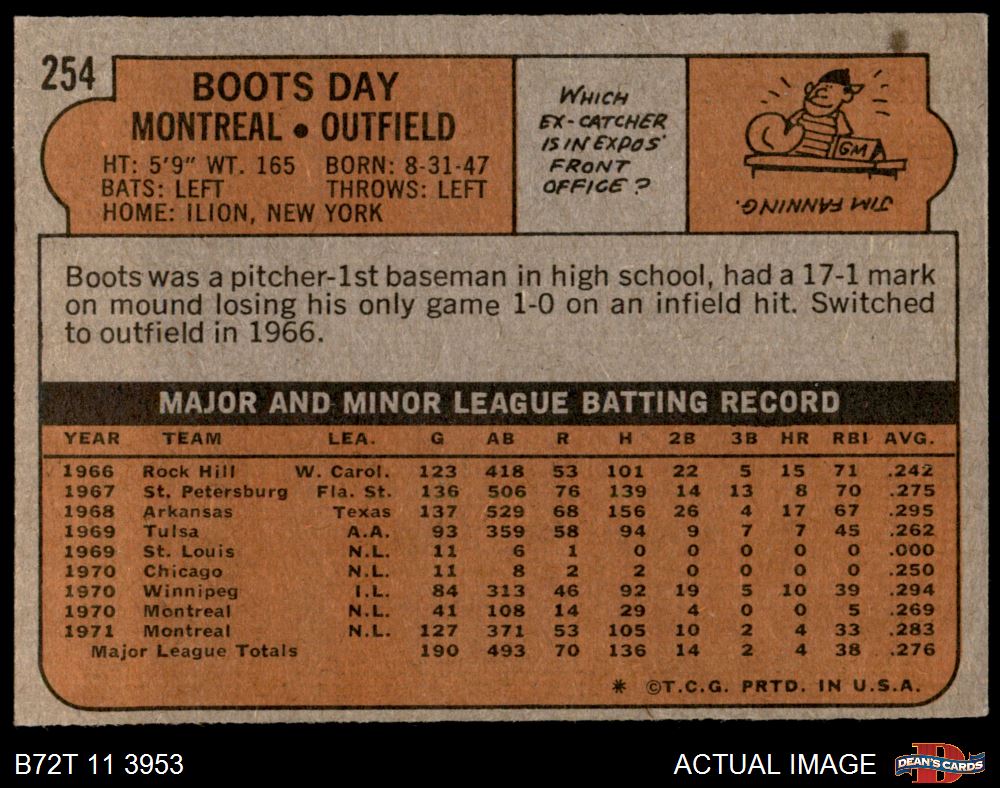 254
BOOTS DAY
MONTREAL • OUTFIELD
HT: 5'9" WT. 165 BORN: 8-31-47
BATS: LEFT THROWS: LEFT
HOME: ILION, NEW YORK
WHICH
EX-CATCHER
IS IN EXPOS'
FRONT
OFFICE?
GM
JIM FANNING.
Boots was a pitcher-1st baseman in high school, had a 17-1 mark
on mound losing his only game 1-0 on an infield hit. Switched
to outfield in 1966.
MAJOR AND MINOR LEAGUE BATTING RECORD
YEAR TEAM LEA. G AB R H 2B 3B HR RBI AVG.
1966 Rock Hill W. Carol. 123 418 53 101 22 5 15 71 .242
1967 St. Petersburg Fla. St. 136 506 76 139 14 13 8 70 .275
1968 Arkansas Texas 137 529 68 156 26 4 17 67 .295
1969 Tulsa A.A. 93 359 58 94 9 7 7 45 .262
1969 St. Louis N.L. 11 6 1 0 0 0 0 0 .000
1970 Chicago N.L. 11 8 2 2 0 0 0 0 .250
1970 Winnipeg I.L. 84 313 46 92 19 5 10 39 .294
1970 Montreal N.L. 41 108 14 29 4 0 0 5 .269
1971 Montreal N.L. 127 371 53 105 10 2 4 33 .283
Major League Totals 190 493 70 136 14 2 4 38 .276
* ©T.C.G. PRTD. IN U.S.A.
B72T 11 3953
ACTUAL IMAGE
D
DEAN'S CARDS